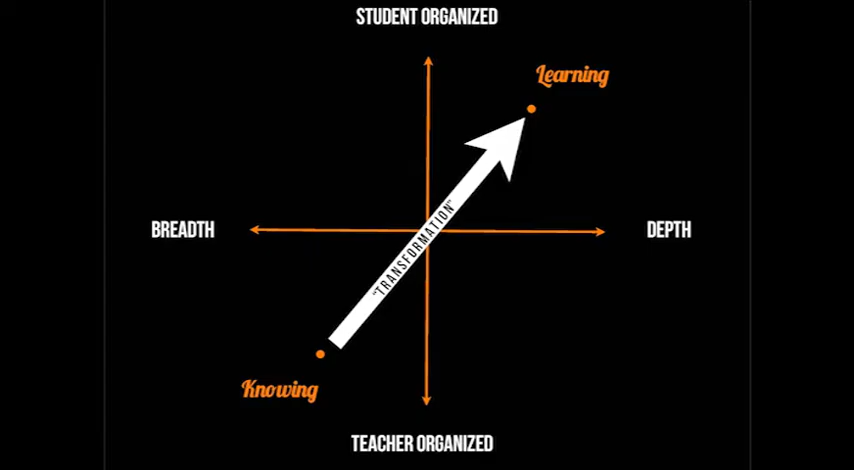 STUDENT ORGANIZED
Learning
BREADTH
"TRANSFORMATION"
DEPTH
Knowing
TEACHER ORGANIZED